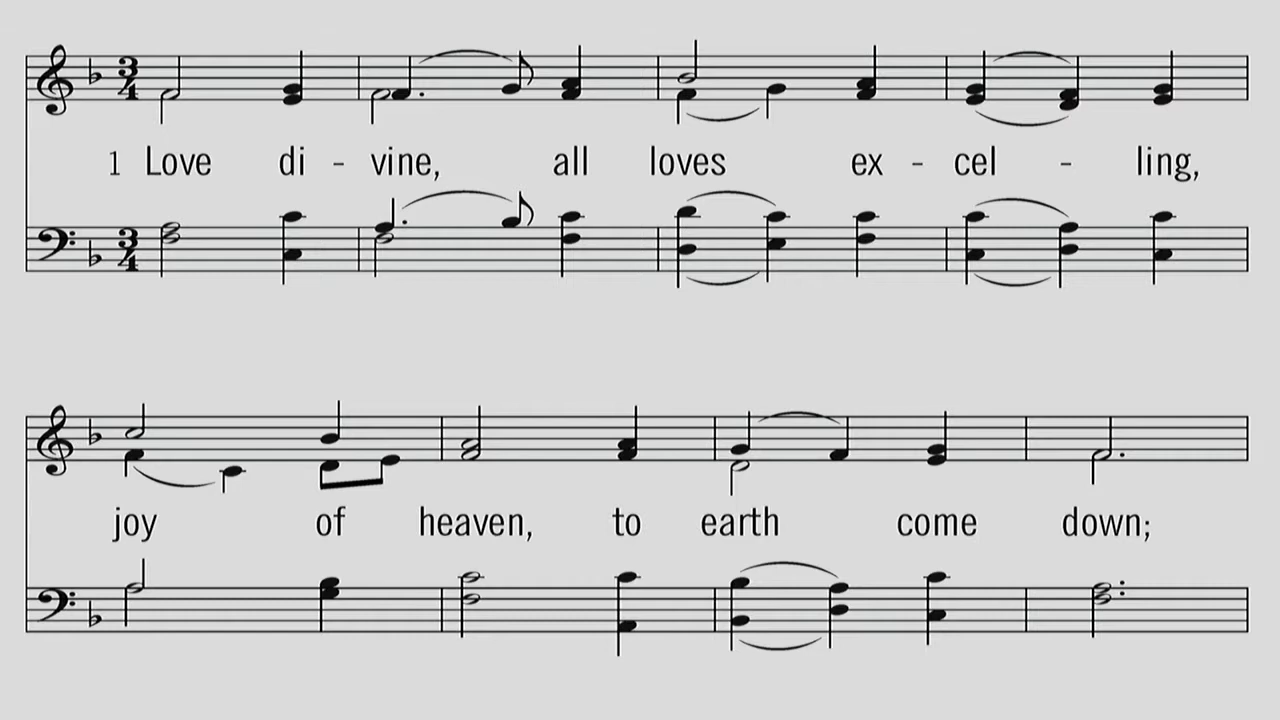 1 Love di - vine, all loves ex - cel - ling,
joy of heaven, to earth come down;